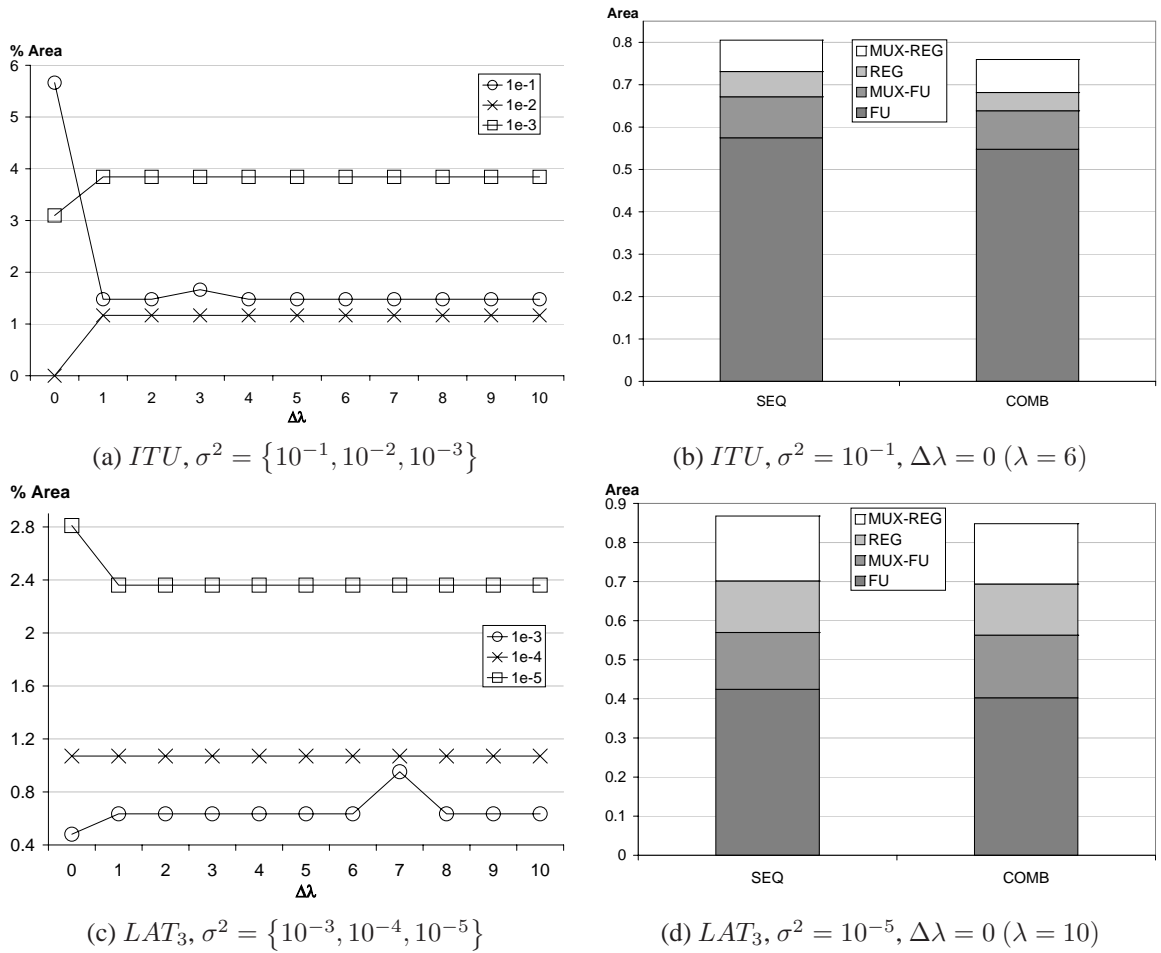 % Area
6
5
4
3
2
1
0
0 1 2 3 4 5 6 7 8 9 10
Δλ
1e-1
1e-2
1e-3
(a) ITU, σ² = {10⁻¹, 10⁻², 10⁻³}
Area
0.8
0.7
0.6
0.5
0.4
0.3
0.2
0.1
0
SEQ COMB
MUX-REG
REG
MUX-FU
FU
(b) ITU, σ² = 10⁻¹, Δλ = 0 (λ = 6)
% Area
2.8
2.4
2
1.6
1.2
0.8
0.4
0 1 2 3 4 5 6 7 8 9 10
Δλ
1e-3
1e-4
1e-5
(c) LAT₃, σ² = {10⁻³, 10⁻⁴, 10⁻⁵}
Area
0.9
0.8
0.7
0.6
0.5
0.4
0.3
0.2
0.1
0
SEQ COMB
MUX-REG
REG
MUX-FU
FU
(d) LAT₃, σ² = 10⁻⁵, Δλ = 0 (λ = 10)